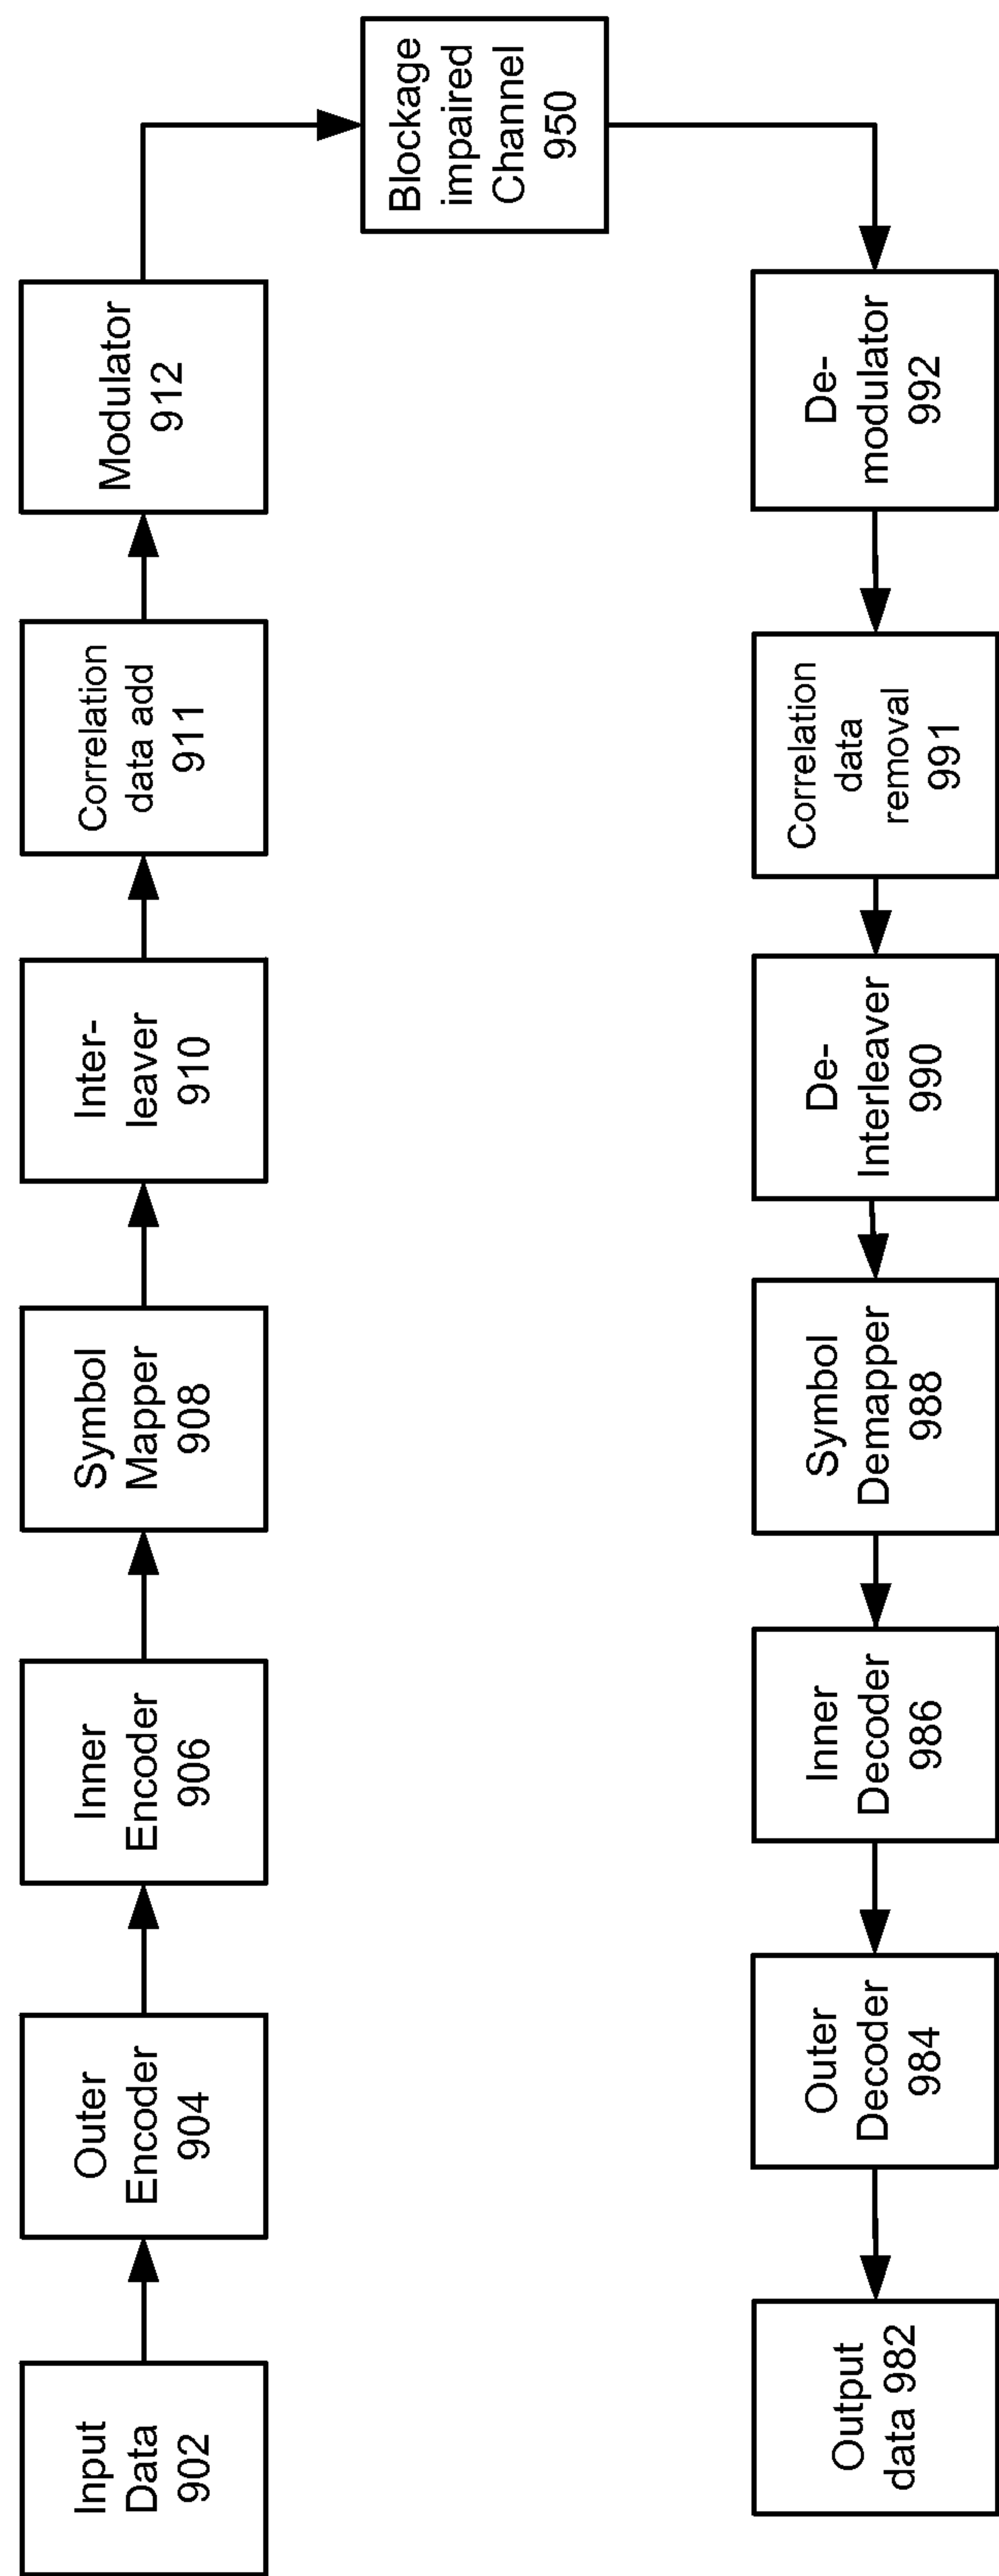 Input
Data
902
Outer
Encoder
904
Inner
Encoder
906
Symbol
Mapper
908
Inter-
leaver
910
Correlation
data add
911
Modulator
912
Blockage
impaired
Channel
950
De-
modulator
992
Correlation
data
removal
991
De-
Interleaver
990
Symbol
Demapper
988
Inner
Decoder
986
Outer
Decoder
984
Output
data 982